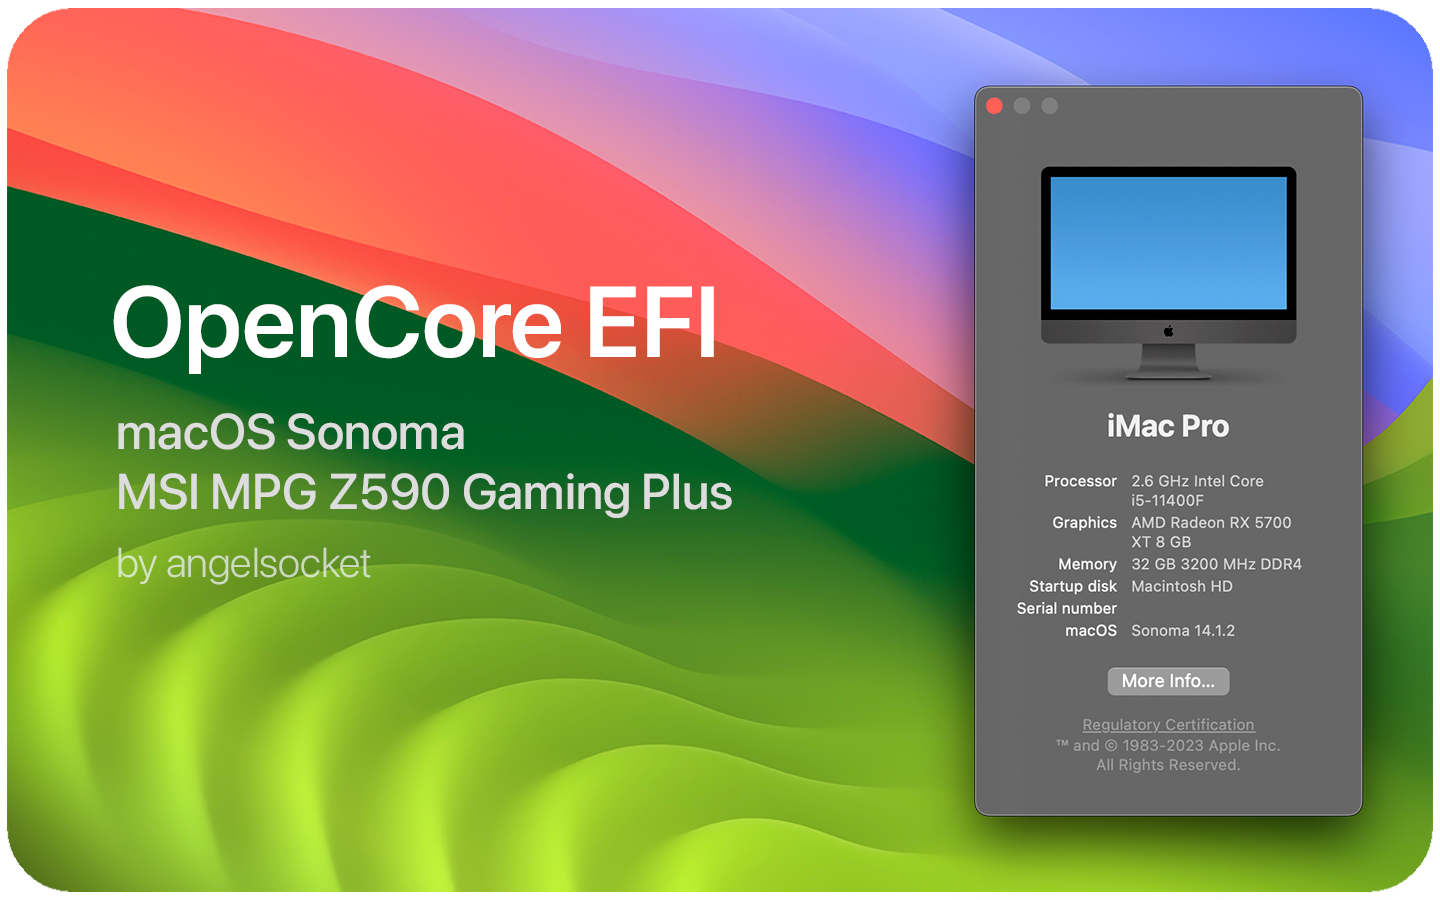 OpenCore EFI
macOS Sonoma
MSI MPG Z590 Gaming Plus
by angelsocket
iMac Pro
Processor 2.6 GHz Intel Core
i5-11400F
Graphics AMD Radeon RX 5700
XT 8 GB
Memory 32 GB 3200 MHz DDR4
Startup disk Macintosh HD
Serial number
macOS Sonoma 14.1.2
More Info...
Regulatory Certification
™ and © 1983-2023 Apple Inc.
All Rights Reserved.